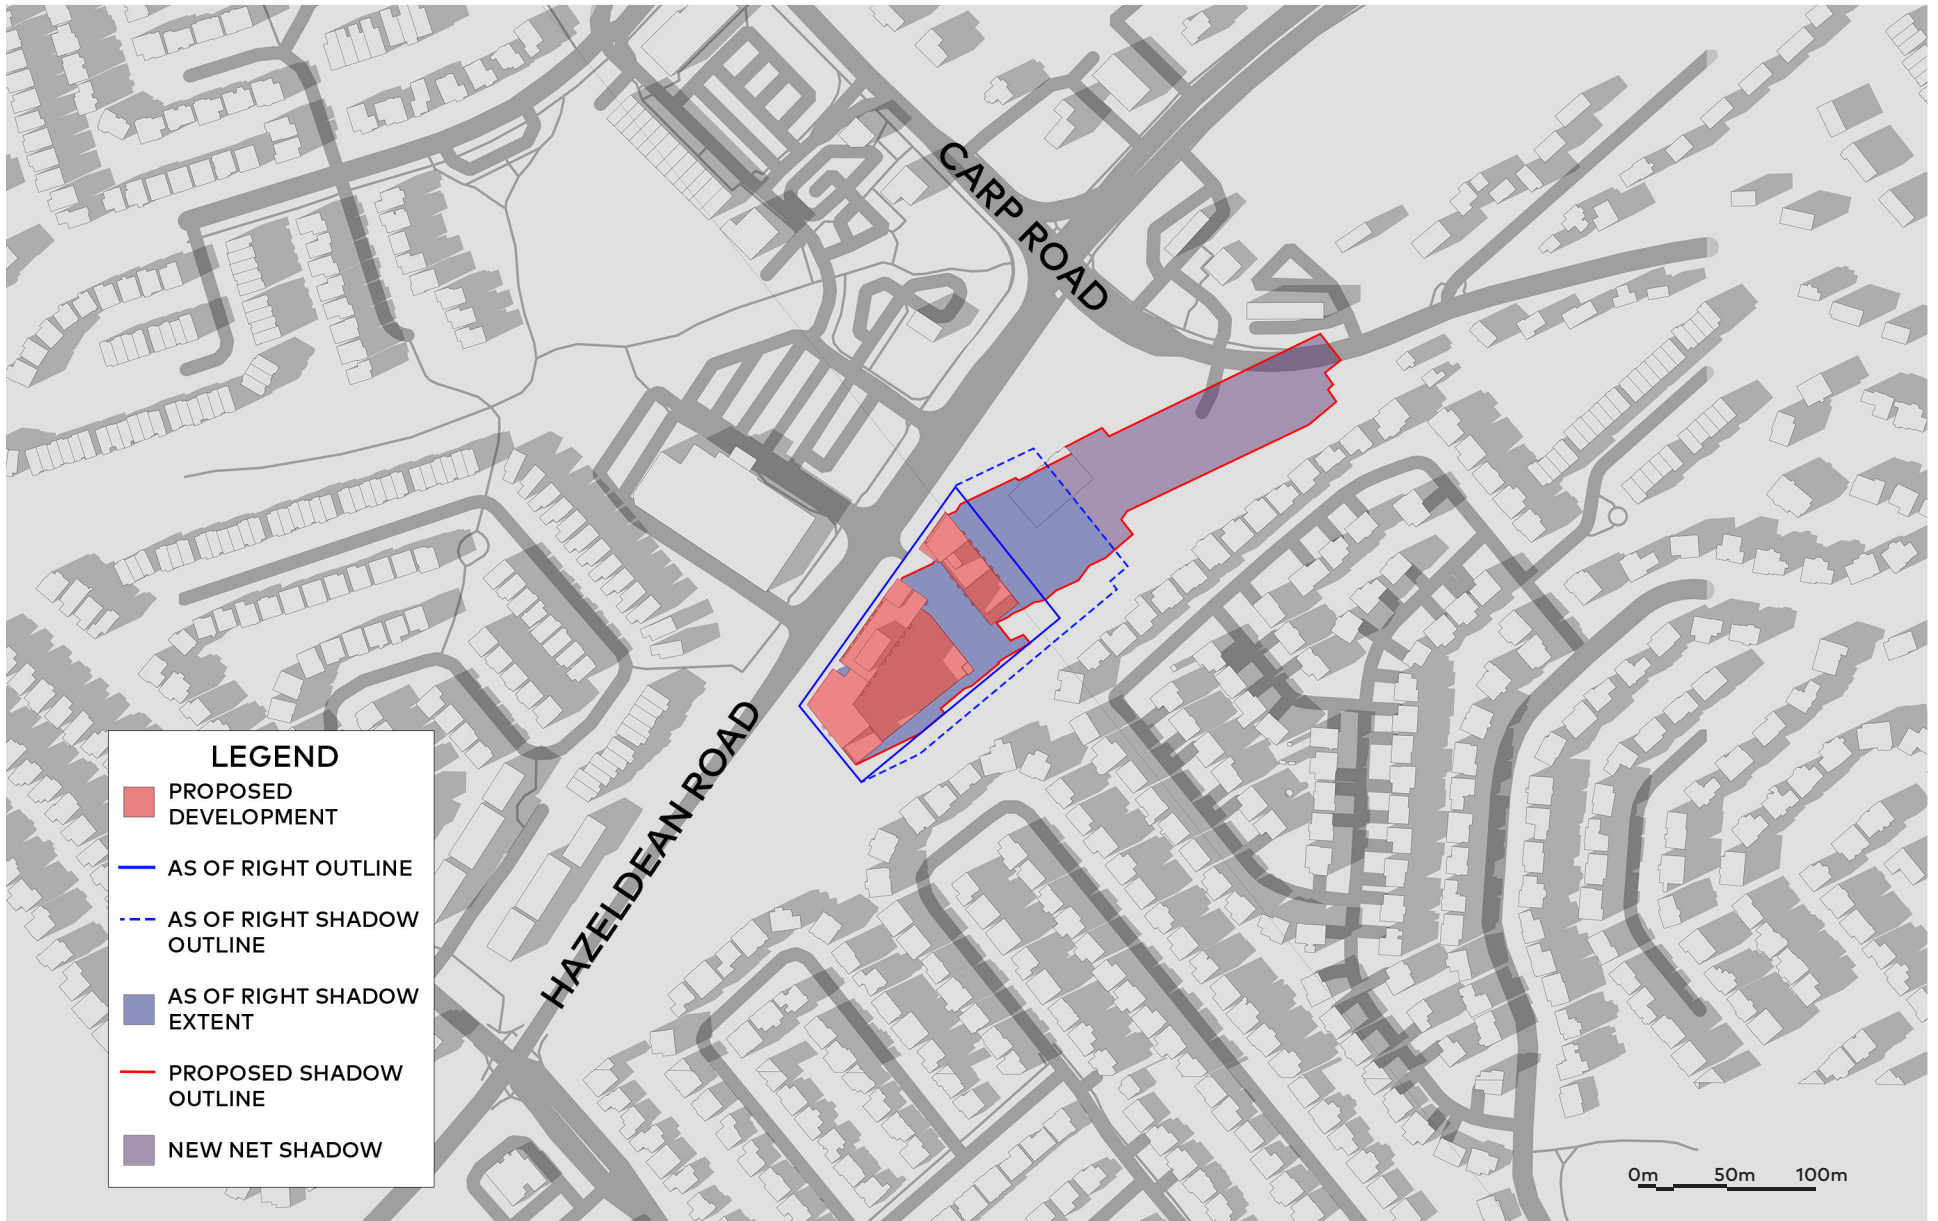 CARP ROAD
HAZELDEAN ROAD
LEGEND
PROPOSED
DEVELOPMENT
AS OF RIGHT OUTLINE
AS OF RIGHT SHADOW
OUTLINE
AS OF RIGHT SHADOW
EXTENT
PROPOSED SHADOW
OUTLINE
NEW NET SHADOW
0m 50m 100m